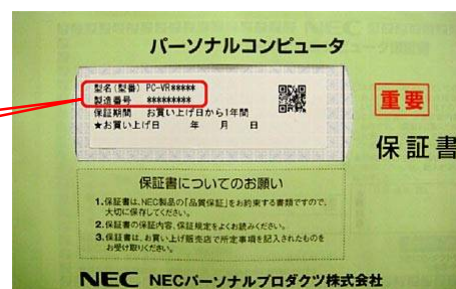 パーソナルコンピュータ
型名(型番) PC-VR*****
製造番号 *********
保証期間 お買い上げ日から1年間
★お買い上げ日 年 月 日
重要
保証書
保証書についてのお願い
1.保証書は、NEC製品の「品質保証」をお約束する書類ですので、
大切に保存してください。
2.保証書の保証内容、保証規定をよくお読みください。
3.保証書は、お買い上げ販売店で所定事項を記入されたものを
お受け取りください。
NEC NECパーソナルプロダクツ株式会社